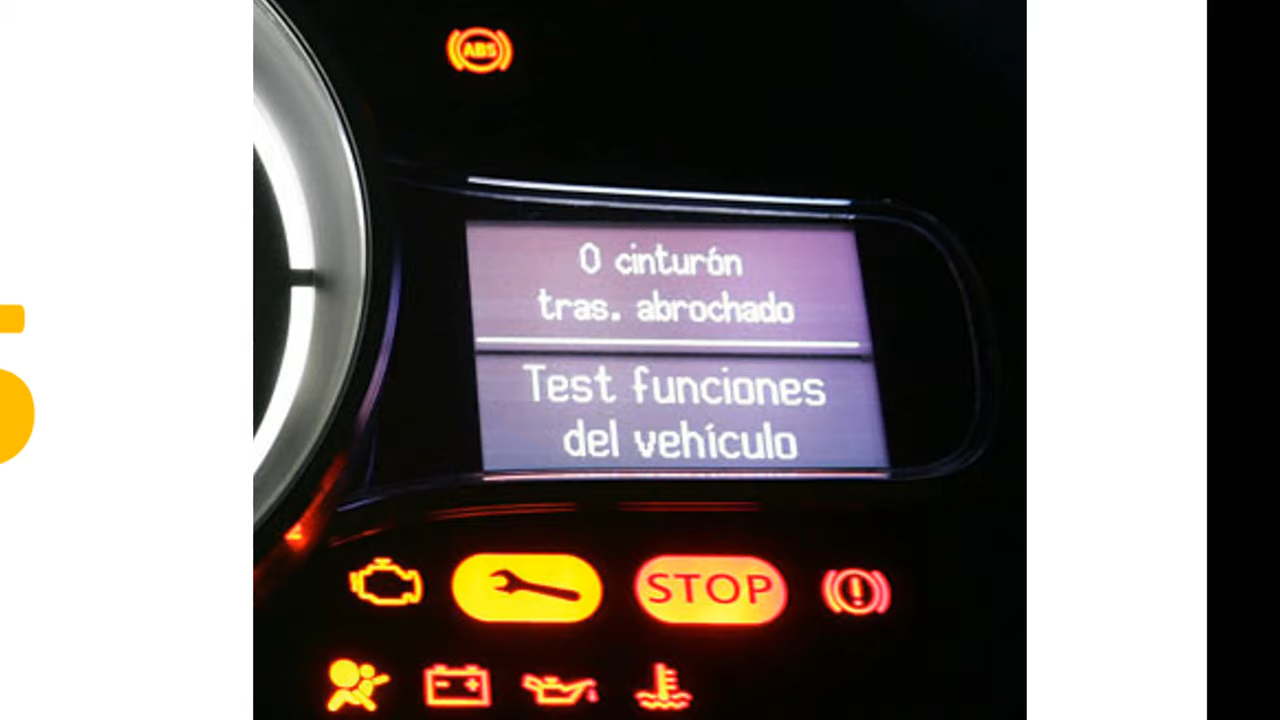 ABS
0 cinturón
tras. abrochado
Test funciones
del vehículo
STOP